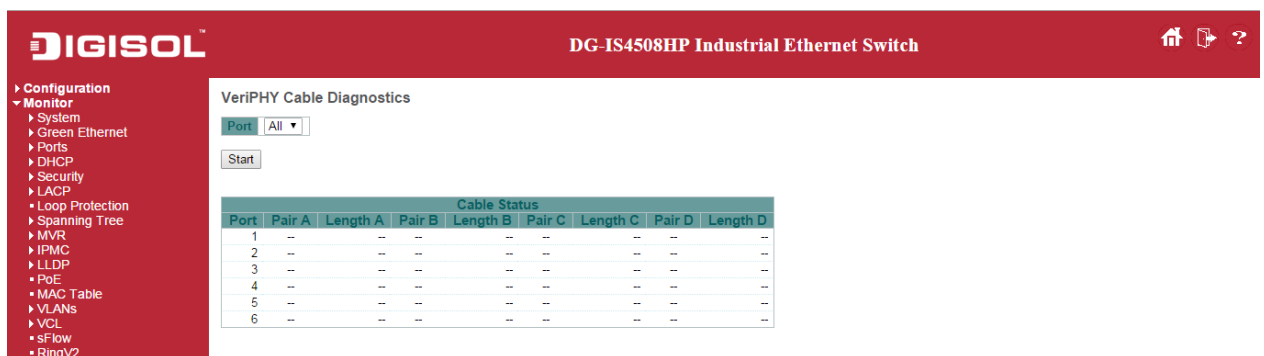 DIGISOL™
DG-IS4508HP Industrial Ethernet Switch
?
Configuration
Monitor
System
Green Ethernet
Ports
DHCP
Security
LACP
Loop Protection
Spanning Tree
MVR
IPMC
LLDP
PoE
MAC Table
VLANs
VCL
sFlow
RingV2
VeriPHY Cable Diagnostics
Port All
Start
Cable Status
Port Pair A Length A Pair B Length B Pair C Length C Pair D Length D
1 -- -- -- -- -- -- -- --
2 -- -- -- -- -- -- -- --
3 -- -- -- -- -- -- -- --
4 -- -- -- -- -- -- -- --
5 -- -- -- -- -- -- -- --
6 -- -- -- -- -- -- -- --